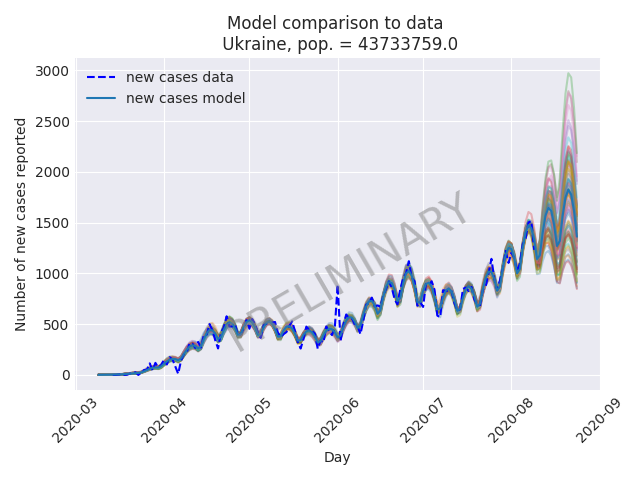 Model comparison to data
Ukraine, pop. = 43733759.0
new cases data
new cases model
PRELIMINARY
Number of new cases reported
3000
2500
2000
1500
1000
500
0
2020-03
2020-04
2020-05
2020-06
2020-07
2020-08
2020-09
Day